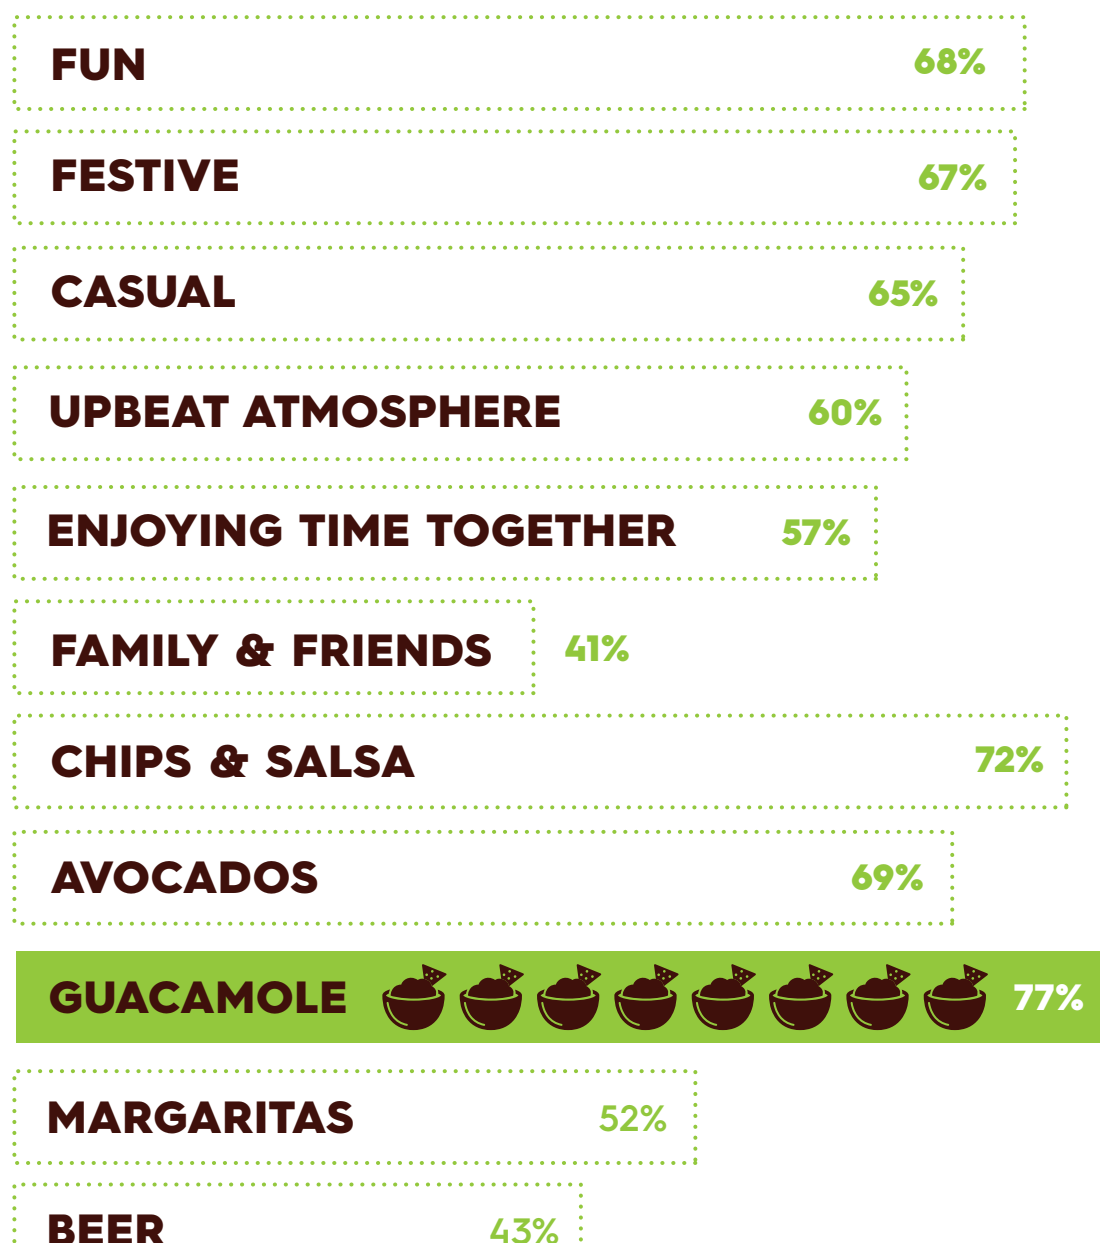 FUN 68%
FESTIVE 67%
CASUAL 65%
UPBEAT ATMOSPHERE 60%
ENJOYING TIME TOGETHER 57%
FAMILY & FRIENDS 41%
CHIPS & SALSA 72%
AVOCADOS 69%
GUACAMOLE 77%
MARGARITAS 52%
BEER 43%